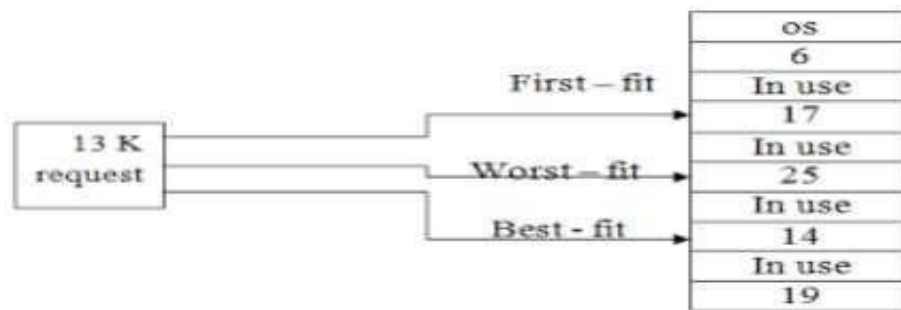 13 K
request
First – fit
Worst – fit
Best - fit
os
6
In use
17
In use
25
In use
14
In use
19